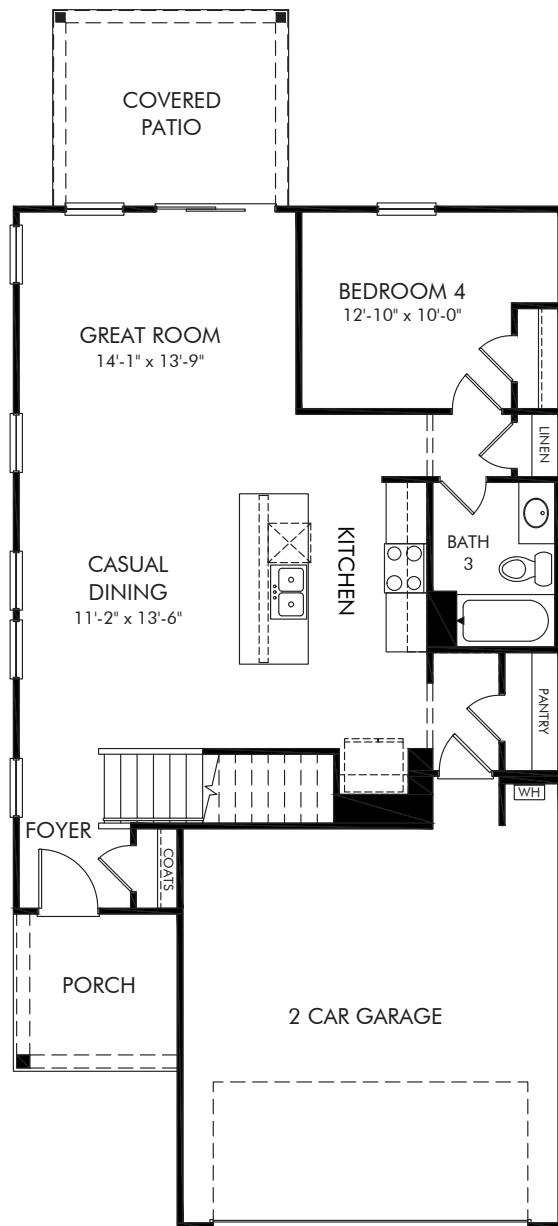 COVERED
PATIO
BEDROOM 4
12'-10" x 10'-0"
GREAT ROOM
14'-1" x 13'-9"
LINEN
KITCHEN
BATH
3
CASUAL
DINING
11'-2" x 13'-6"
PANTRY
WH
FOYER
COATS
PORCH
2 CAR GARAGE